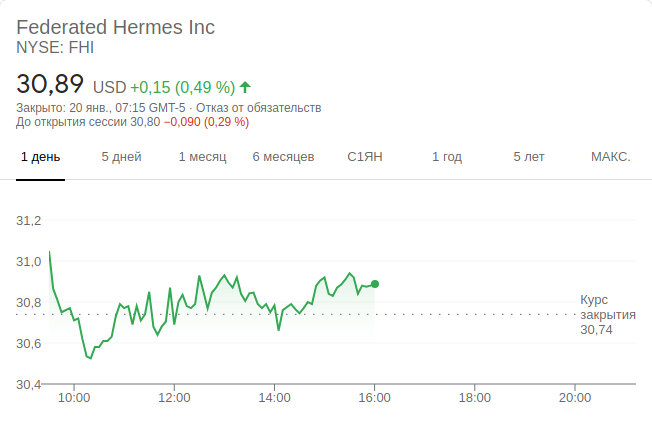 Federated Hermes Inc
NYSE: FHI
30,89 USD +0,15 (0,49 %)
Закрыто: 20 янв., 07:15 GMT-5 · Отказ от обязательств
До открытия сессии 30,80 −0,090 (0,29 %)
1 день 5 дней 1 месяц 6 месяцев С1ЯН 1 год 5 лет МАКС.
31,2
31,0
30,8
Курс
закрытия
30,74
30,6
30,4
10:00 12:00 14:00 16:00 18:00 20:00